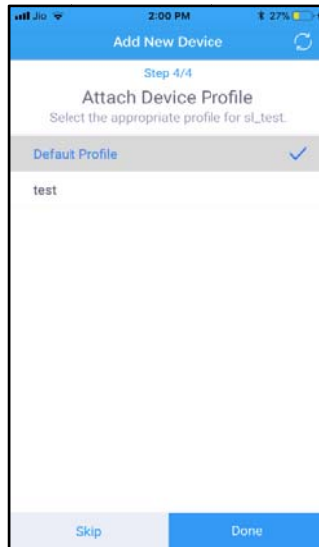 Jio 2:00 PM 27%
Add New Device
Step 4/4
Attach Device Profile
Select the appropriate profile for sl_test.
Defaut Profile
test
Skip Done